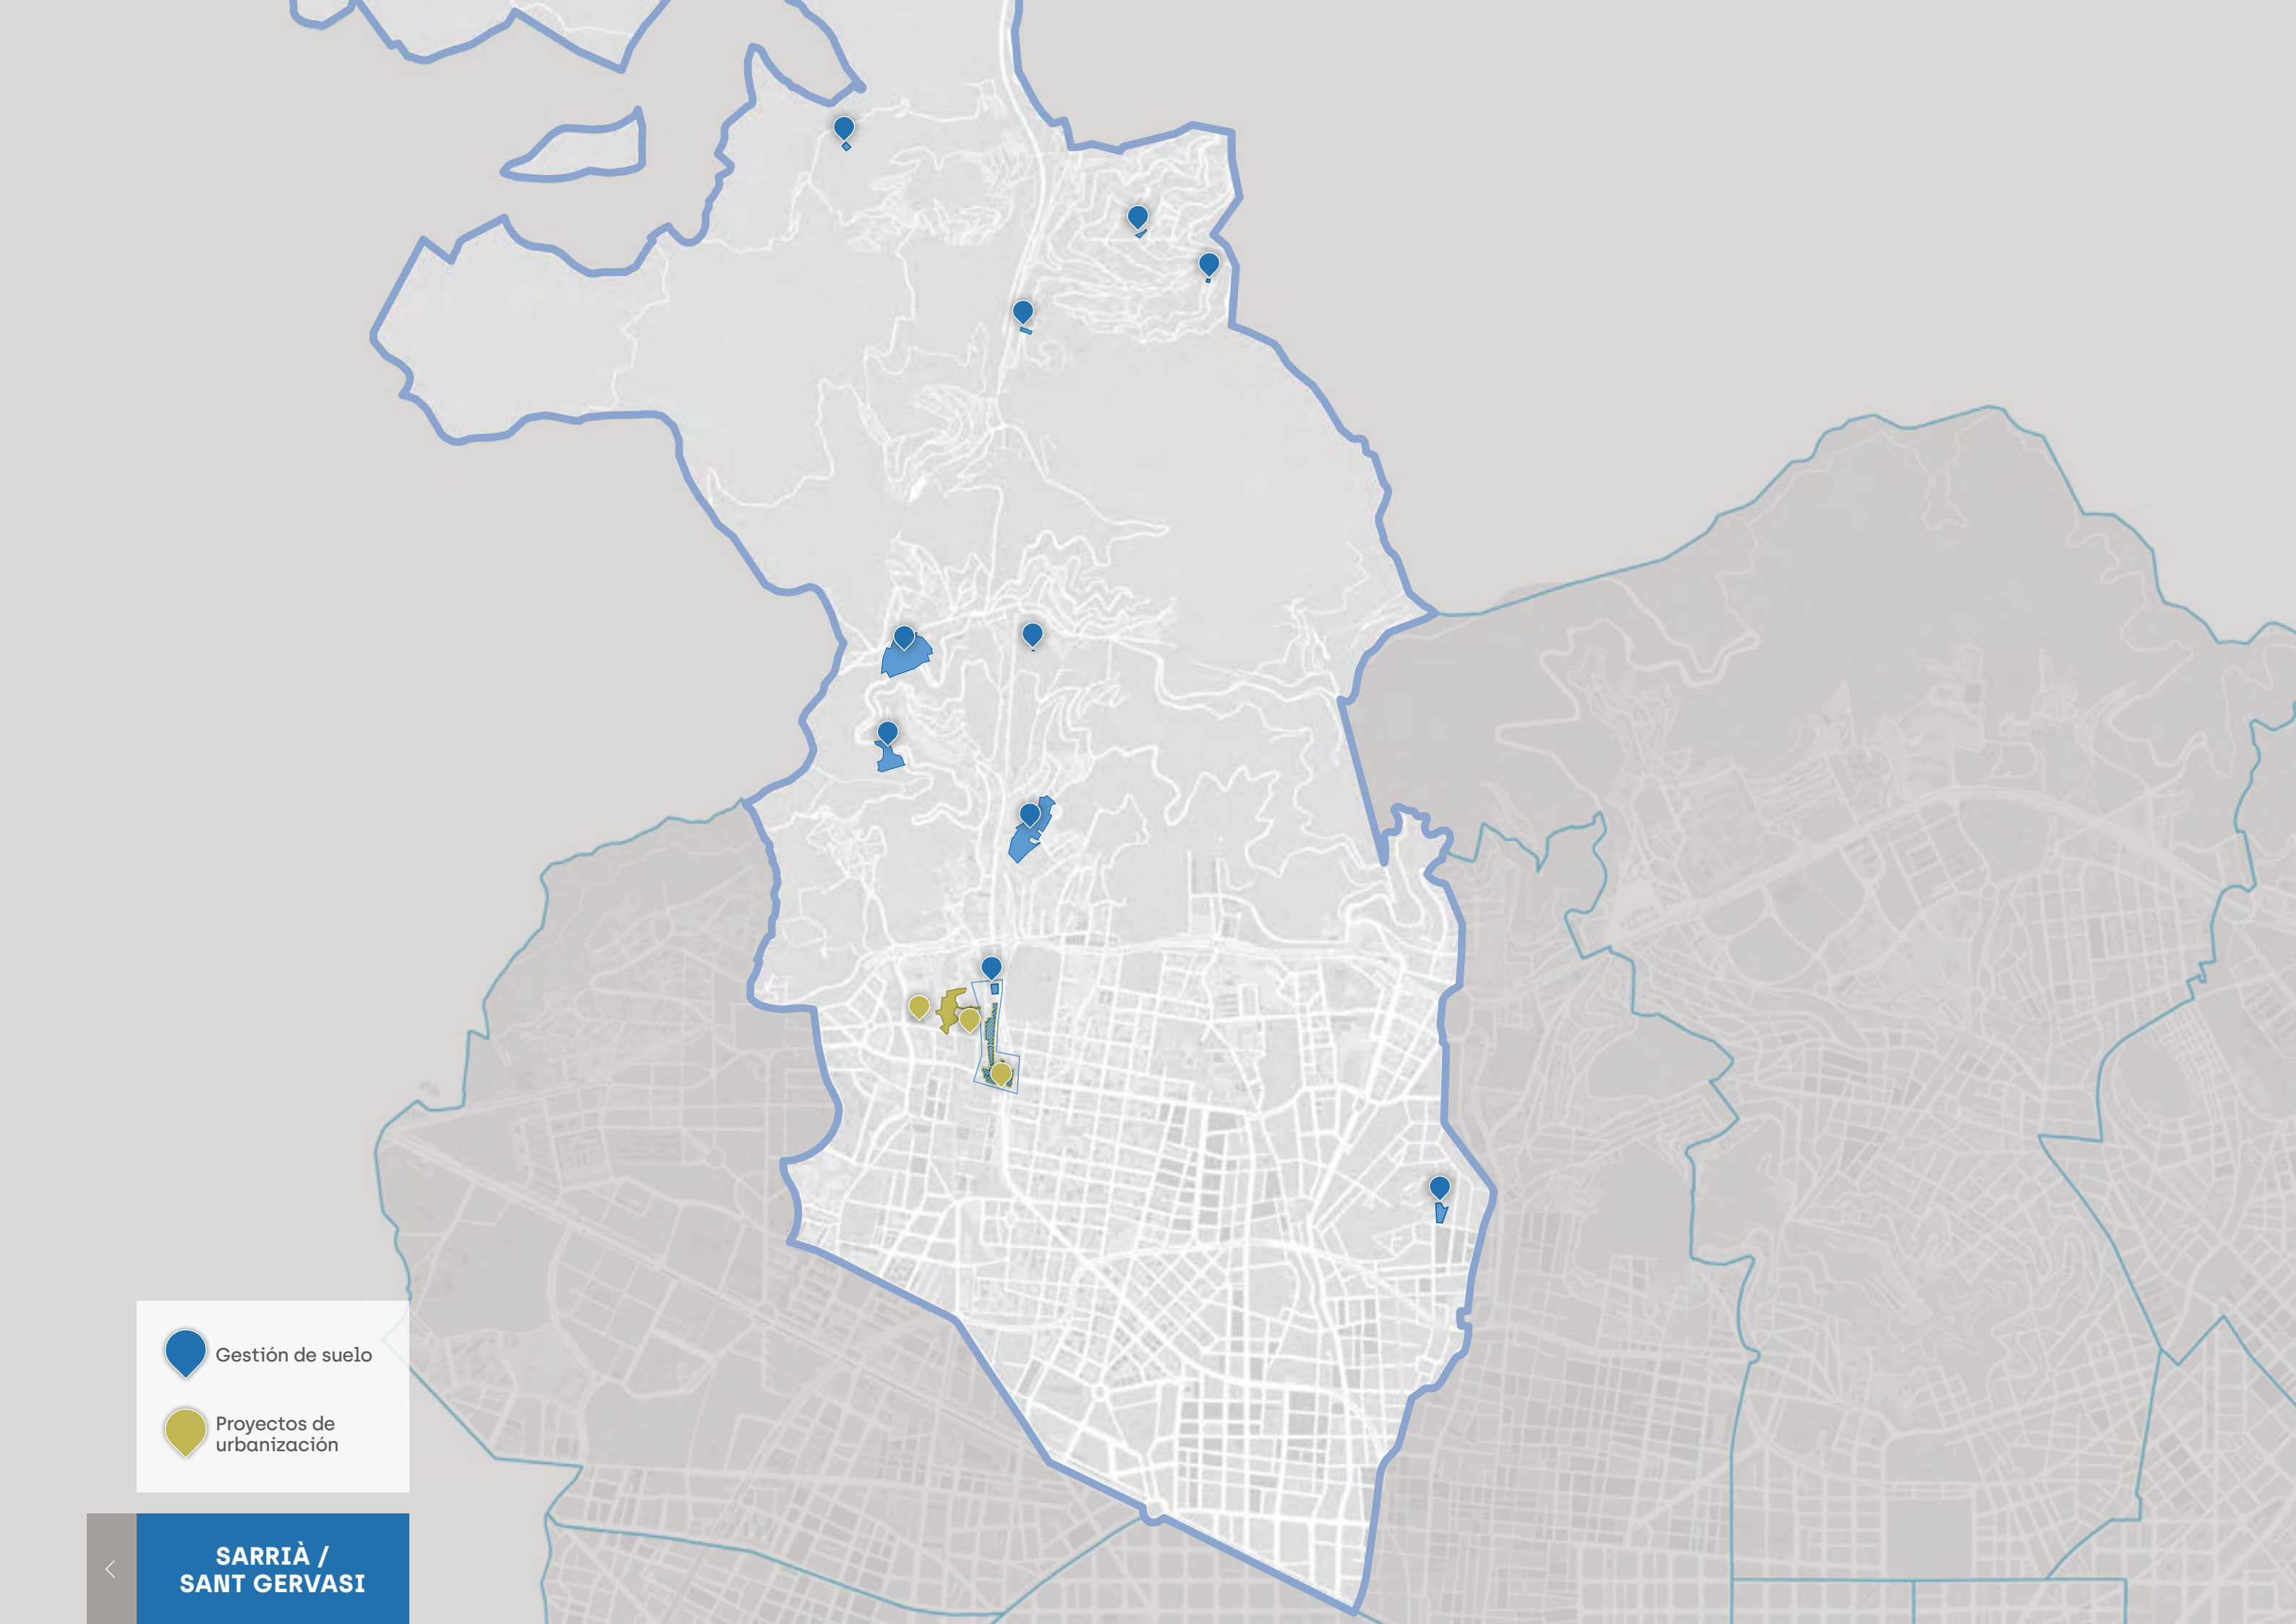 Gestión de suelo
Proyectos de
urbanización
SARRIÀ /
SANT GERVASI